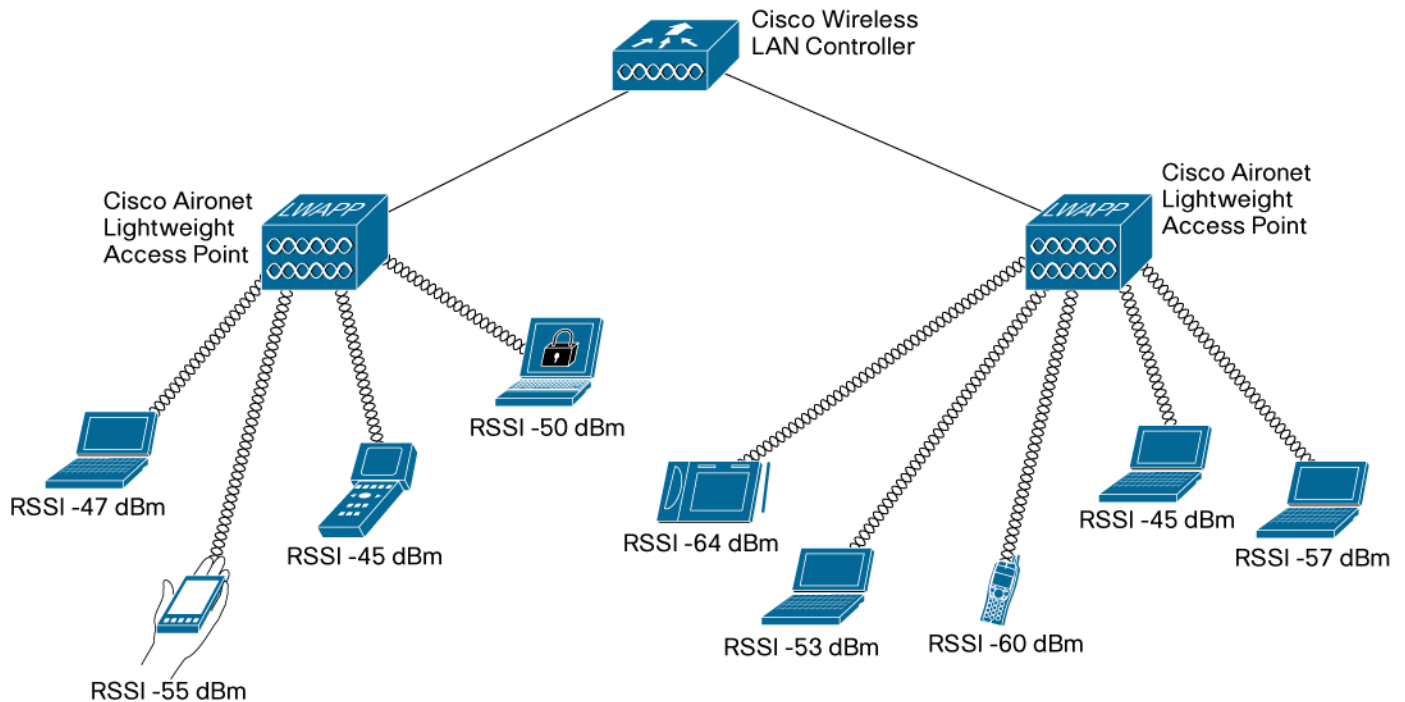 Cisco Wireless
LAN Controller
Cisco Aironet
Lightweight
Access Point
LWAPP
Cisco Aironet
Lightweight
Access Point
LWAPP
RSSI -47 dBm
RSSI -55 dBm
RSSI -45 dBm
RSSI -50 dBm
RSSI -64 dBm
RSSI -53 dBm
RSSI -60 dBm
RSSI -45 dBm
RSSI -57 dBm